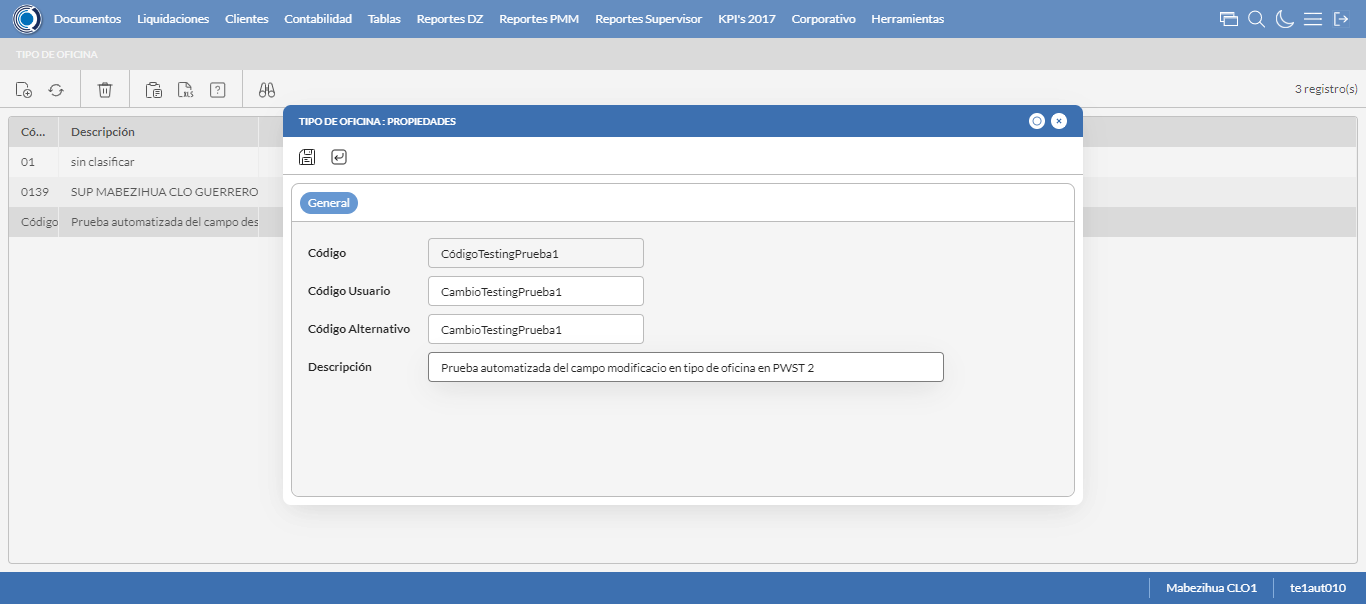 Documentos Liquidaciones Clientes Contabilidad Tablas Reportes DZ Reportes PMM Reportes Supervisor KPI's 2017 Corporativo Herramientas
TIPO DE OFICINA
XLS ? 3 registro(s)
TIPO DE OFICINA : PROPIEDADES
Có... Descripción
01 sin clasificar
0139 SUP MABEZIHUA CLO GUERRERO
Código Prueba automatizada del campo des
General
Código CódigoTestingPrueba1
Código Usuario CambioTestingPrueba1
Código Alternativo CambioTestingPrueba1
Descripción Prueba automatizada del campo modificacio en tipo de oficina en PWST 2
Mabezihua CLO1 te1aut010